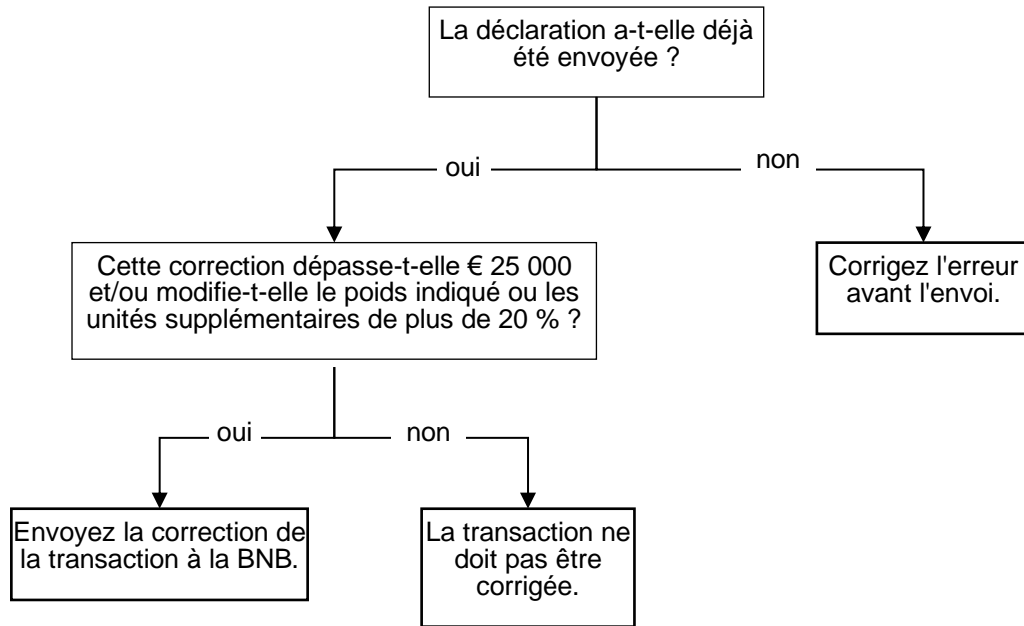 La déclaration a-t-elle déjà
été envoyée ?
oui
non
Cette correction dépasse-t-elle € 25 000
et/ou modifie-t-elle le poids indiqué ou les
unités supplémentaires de plus de 20 % ?
Corrigez l'erreur
avant l'envoi.
oui
non
Envoyez la correction de
la transaction à la BNB.
La transaction ne
doit pas être
corrigée.